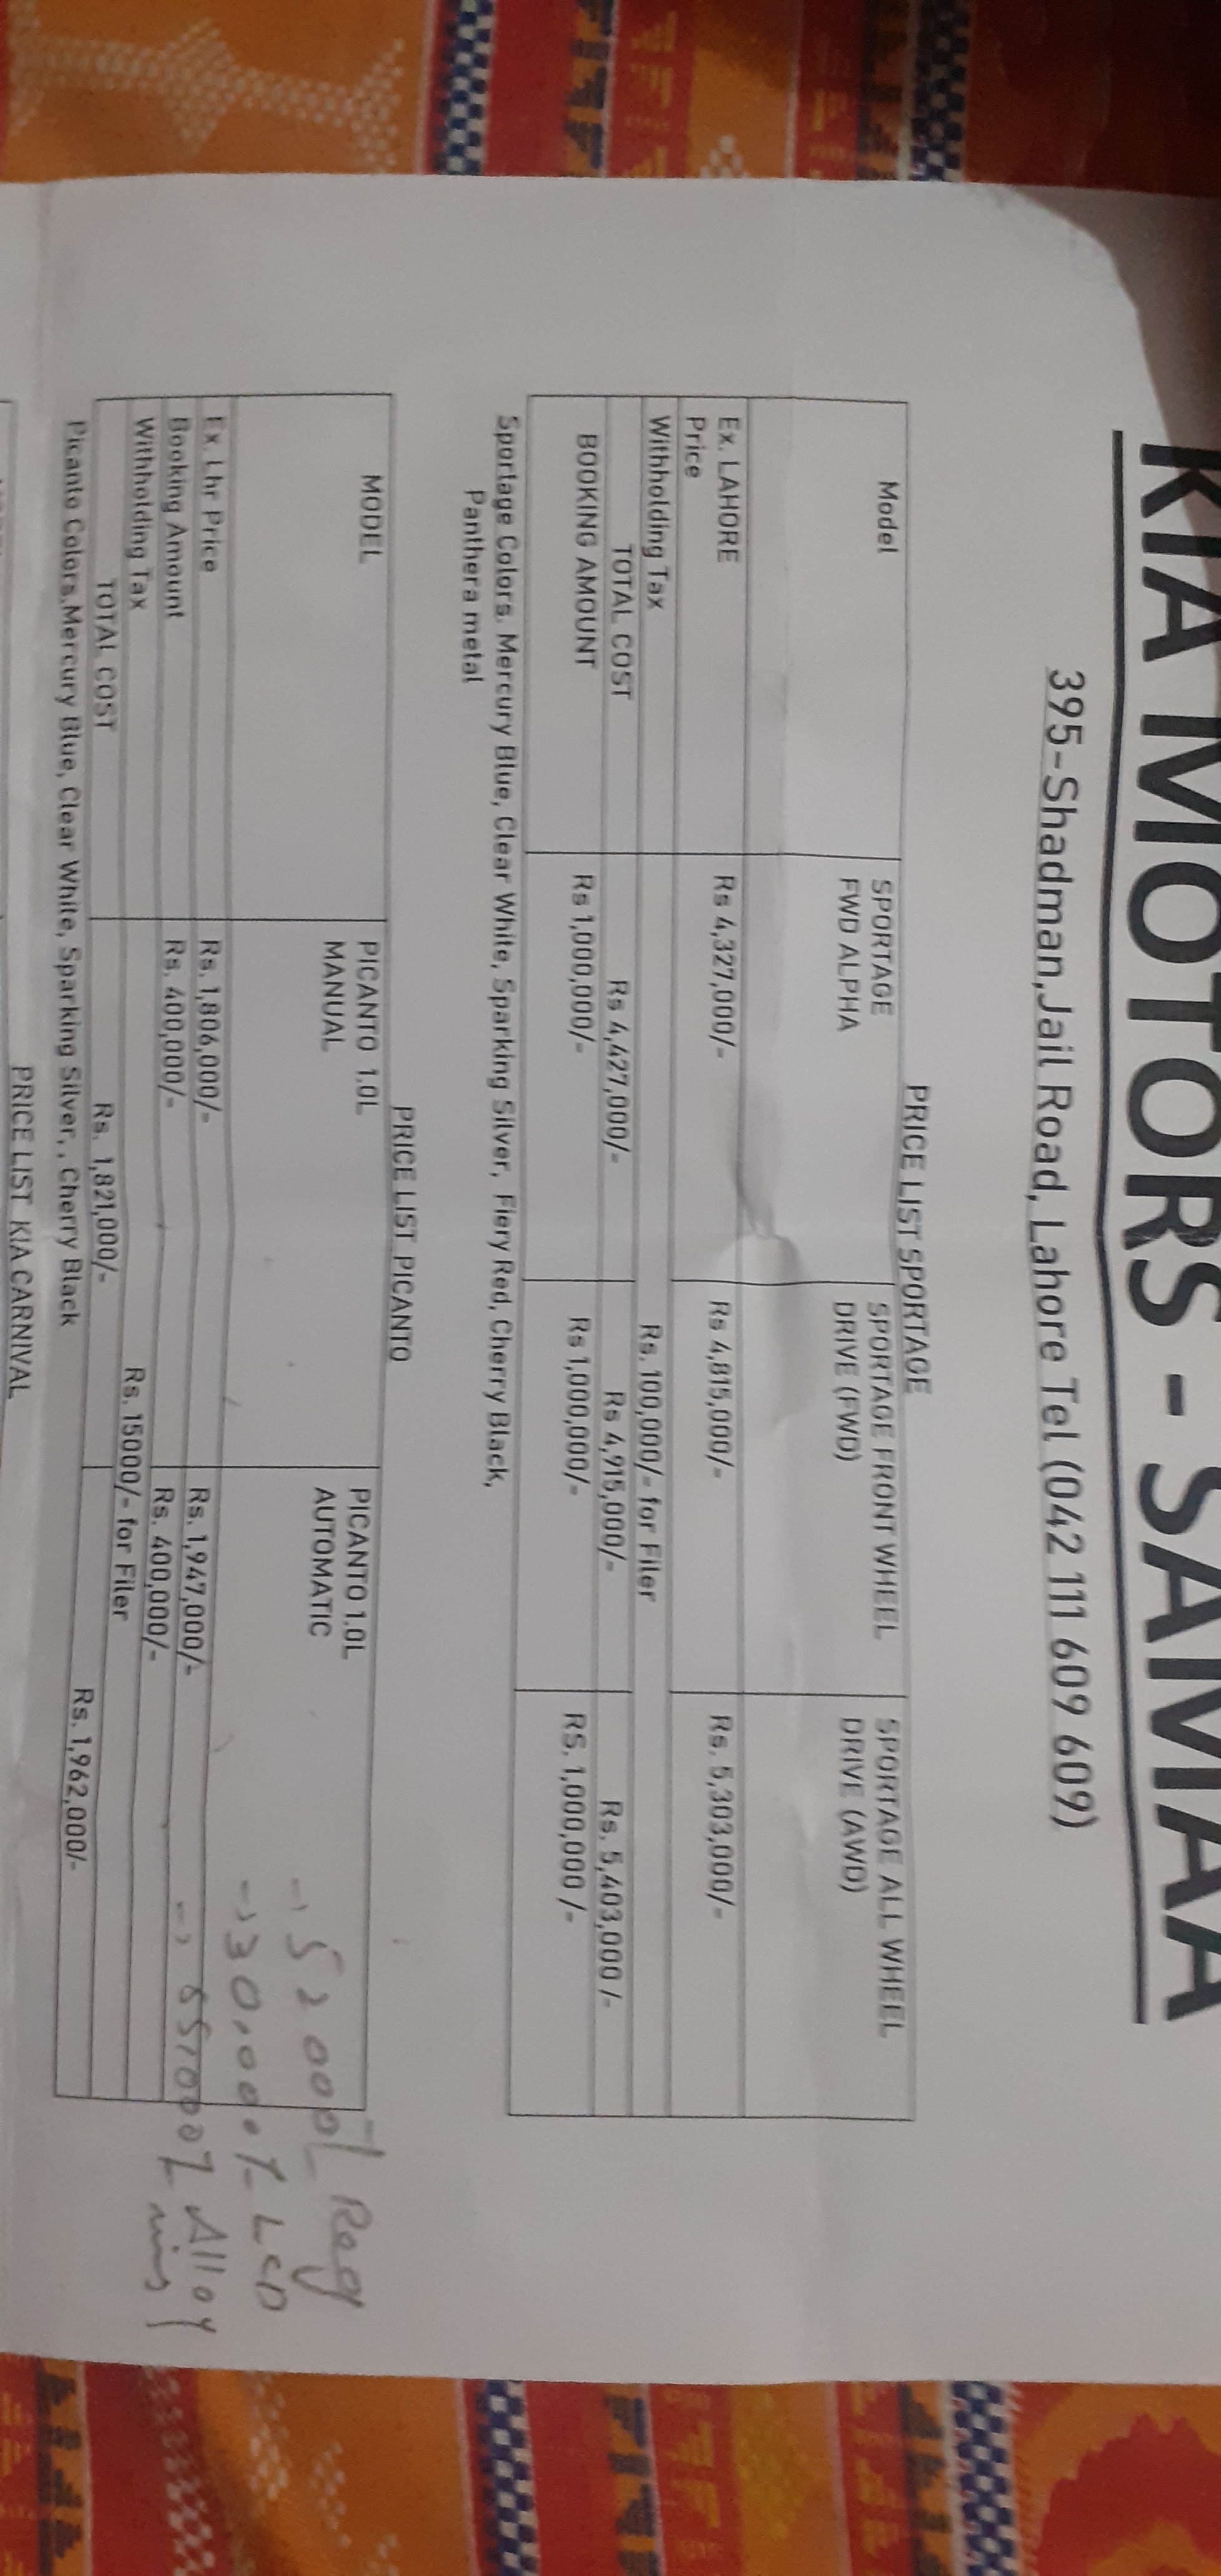 KIA MOTORS - SAMAA
395-Shadman,Jail Road, Lahore Tel (042 111 609 609)
PRICE LIST SPORTAGE
Model SPORTAGE FWD ALPHA SPORTAGE FRONT WHEEL DRIVE (FWD) SPORTAGE ALL WHEEL DRIVE (AWD)
Ex. LAHORE Price Rs 4,327,000/- Rs 4,815,000/- Rs. 5,303,000/-
Withholding Tax Rs. 100,000/- for Filer
TOTAL COST Rs 4,427,000/- Rs 4,915,000/- Rs. 5,403,000 /-
BOOKING AMOUNT Rs 1,000,000/- Rs 1,000,000/- RS. 1,000,000 /-
Sportage Colors. Mercury Blue, Clear White, Sparking Silver, Fiery Red, Cherry Black,
Panthera metal
PRICE LIST PICANTO
MODEL PICANTO 1.0L MANUAL PICANTO 1.0L AUTOMATIC
Ex. Lhr Price Rs. 1,806,000/- Rs. 1,947,000/-
Booking Amount Rs. 400,000/- Rs. 400,000/-
Withholding Tax Rs. 15000/- for Filer
TOTAL COST Rs. 1,821,000/- Rs. 1,962,000/-
Picanto Colors.Mercury Blue, Clear White, Sparking Silver, , Cherry Black
→ 52000/- Reg
→ 30,000/- LCD
→ 55,000/- Alloy
PRICE LIST KIA CARNIVAL